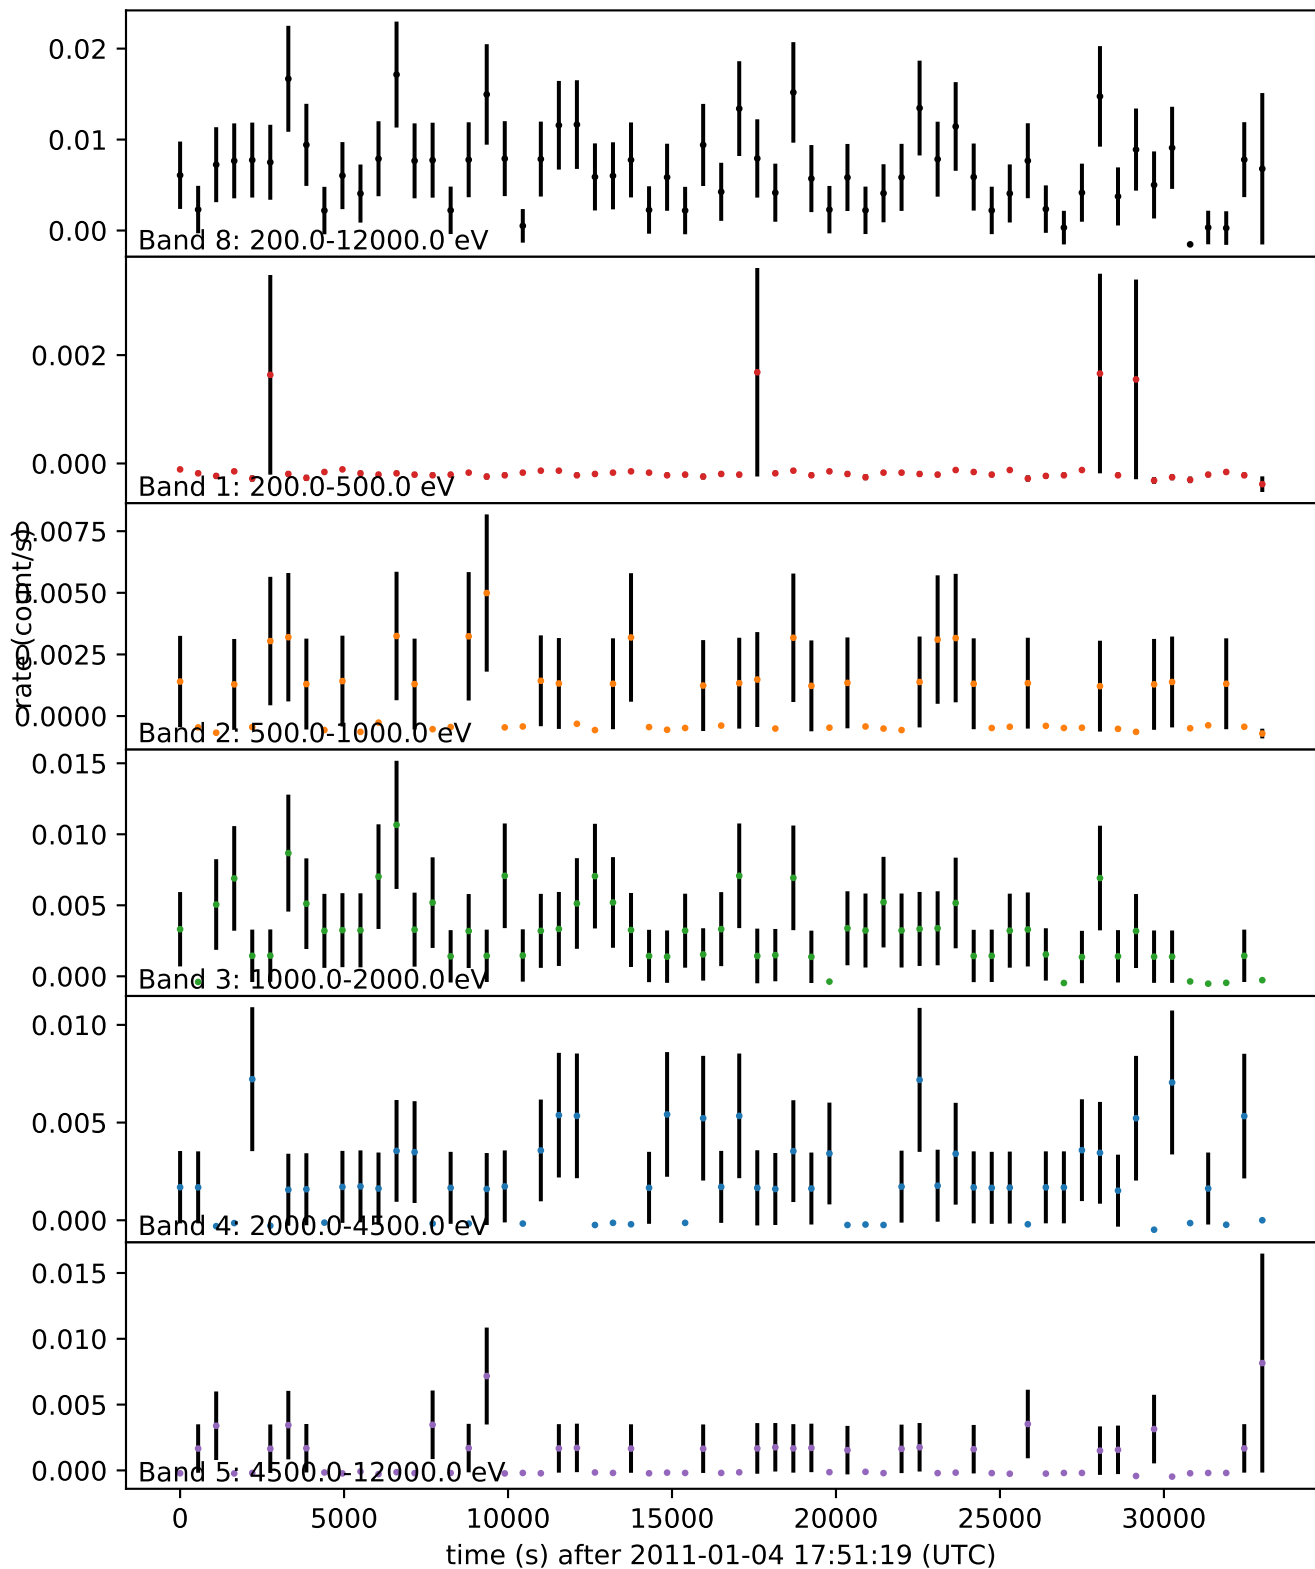 0.02
0.01
0.00
Band 8: 200.0-12000.0 eV
0.002
0.000
Band 1: 200.0-500.0 eV
rate (count/s)
0.0075
0.0050
0.0025
0.0000
Band 2: 500.0-1000.0 eV
0.015
0.010
0.005
0.000
Band 3: 1000.0-2000.0 eV
0.010
0.005
0.000
Band 4: 2000.0-4500.0 eV
0.015
0.010
0.005
0.000
Band 5: 4500.0-12000.0 eV
0 5000 10000 15000 20000 25000 30000
time (s) after 2011-01-04 17:51:19 (UTC)